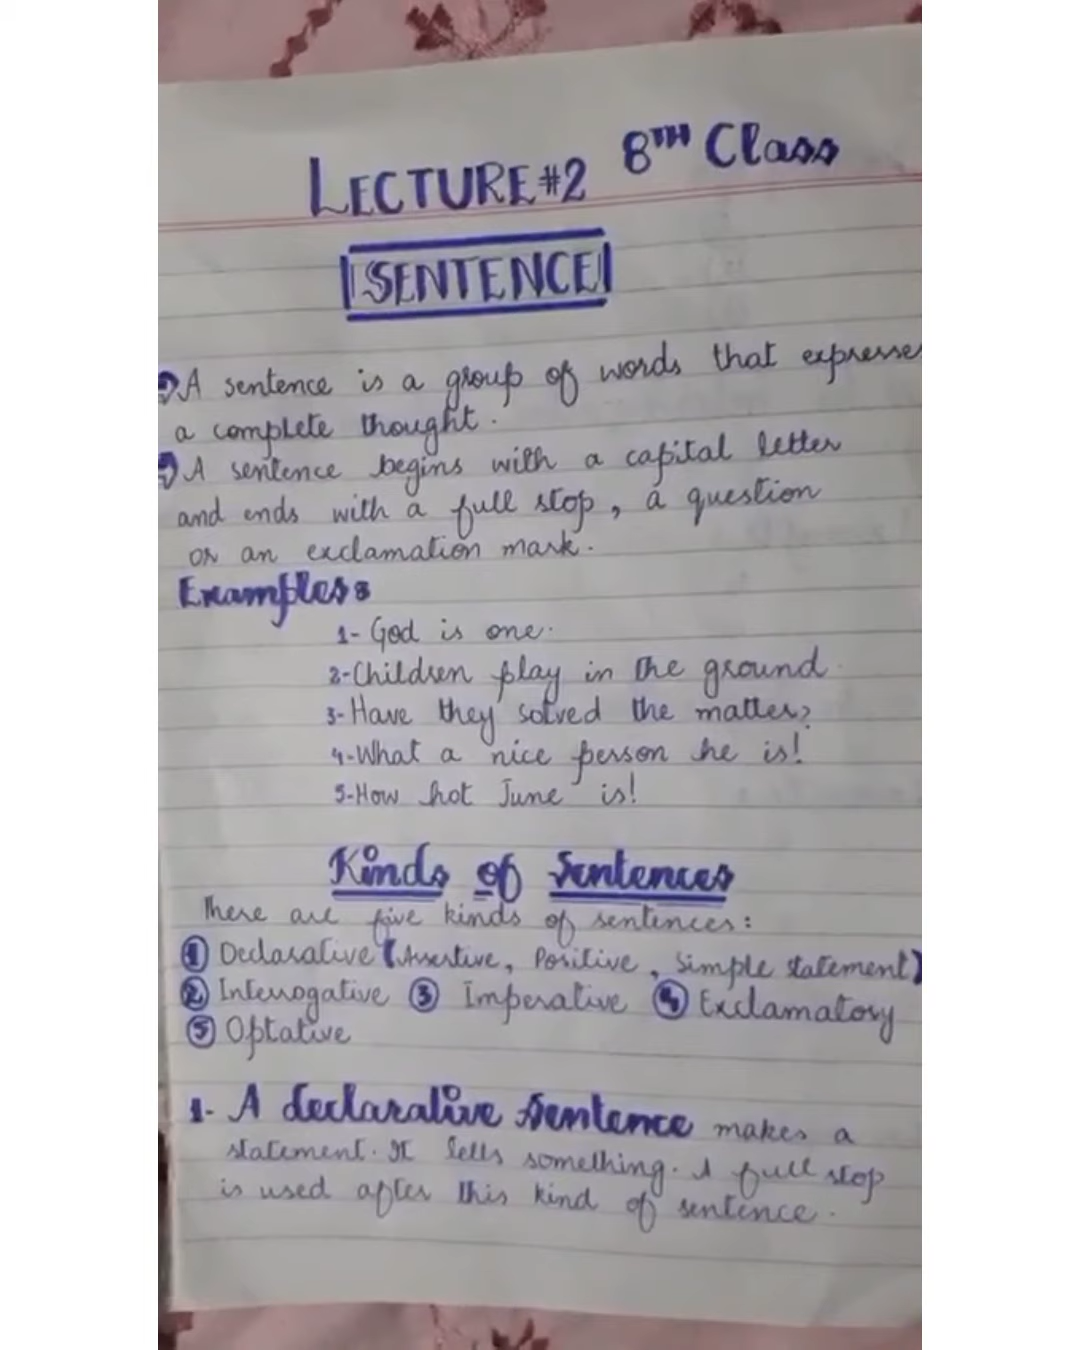 LECTURE #2 8TH Class
SENTENCE
A sentence is a group of words that expresse
a complete thought.
A sentence begins with a capital letter
and ends with a full stop, a question
or an exclamation mark.
Examples:
1- God is one.
2- Children play in the ground.
3- Have they solved the matter?
4- What a nice person he is!
5- How hot June is!
Kinds of Sentences
There are five kinds of sentences:
① Declarative (Assertive, Positive, Simple statement)
② Interrogative ③ Imperative ④ Exclamatory
⑤ Optative
1- A declarative Sentence makes a
statement. It tells something. A full stop
is used after this kind of sentence.